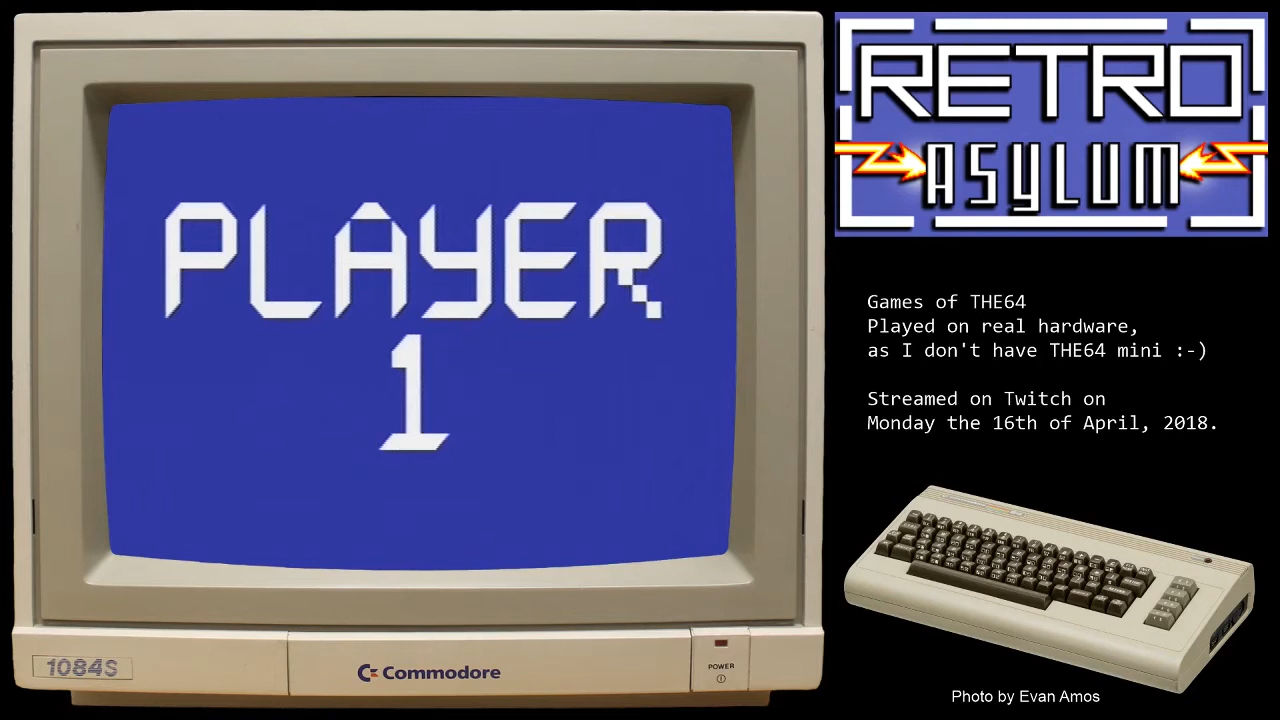 PLAYER
1
1084S
Commodore
POWER
RETRO
ASYLUM
Games of THE64
Played on real hardware,
as I don't have THE64 mini :-)
Streamed on Twitch on
Monday the 16th of April, 2018.
Photo by Evan Amos